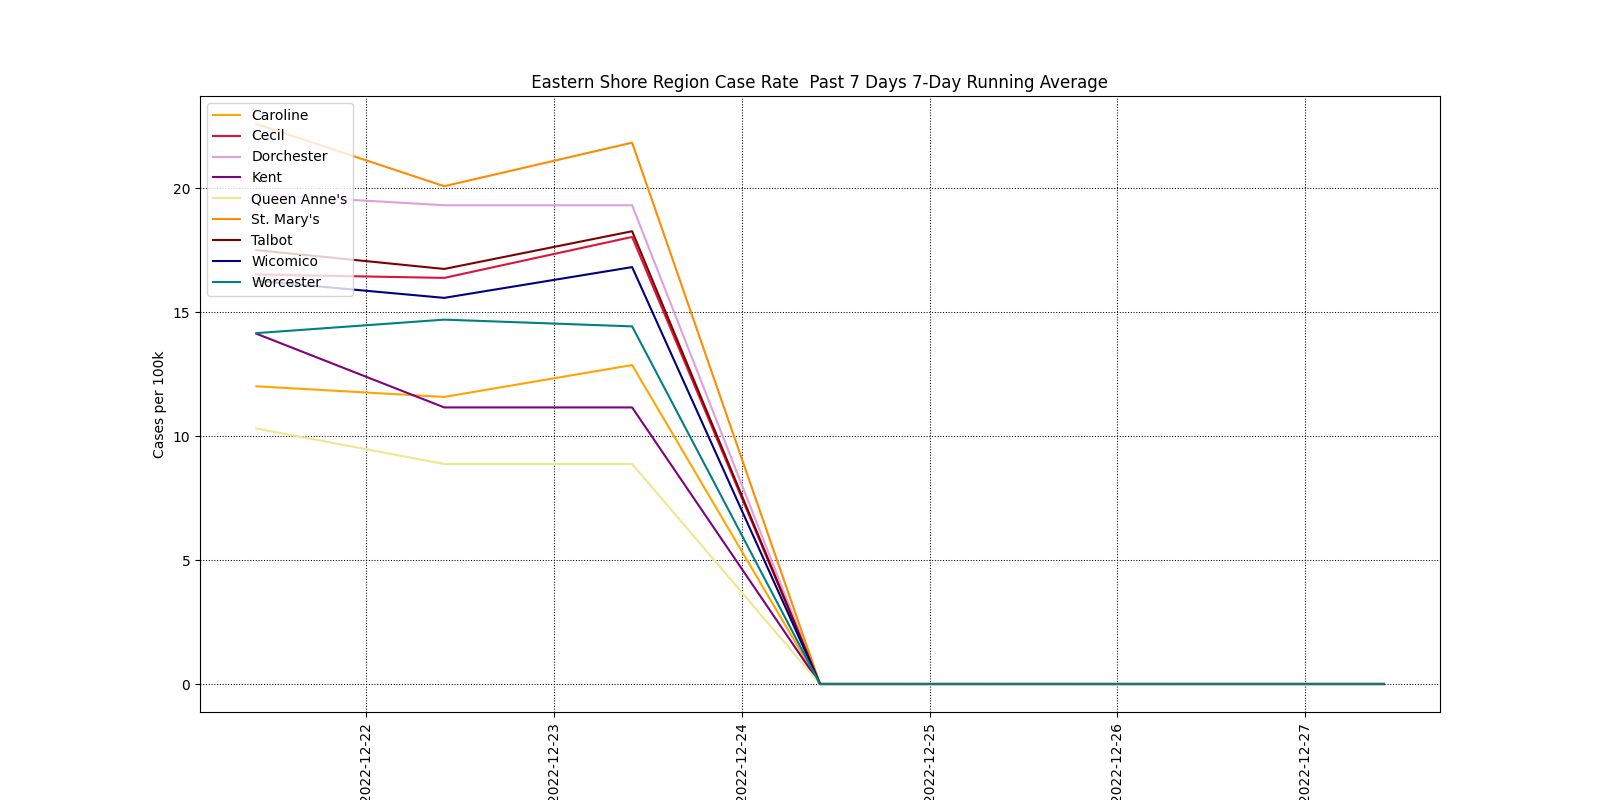 Eastern Shore Region Case Rate  Past 7 Days 7-Day Running Average
Caroline
Cecil
Dorchester
Kent
Queen Anne's
St. Mary's
Talbot
Wicomico
Worcester
Cases per 100k
20
15
10
5
0
2022-12-22
2022-12-23
2022-12-24
2022-12-25
2022-12-26
2022-12-27